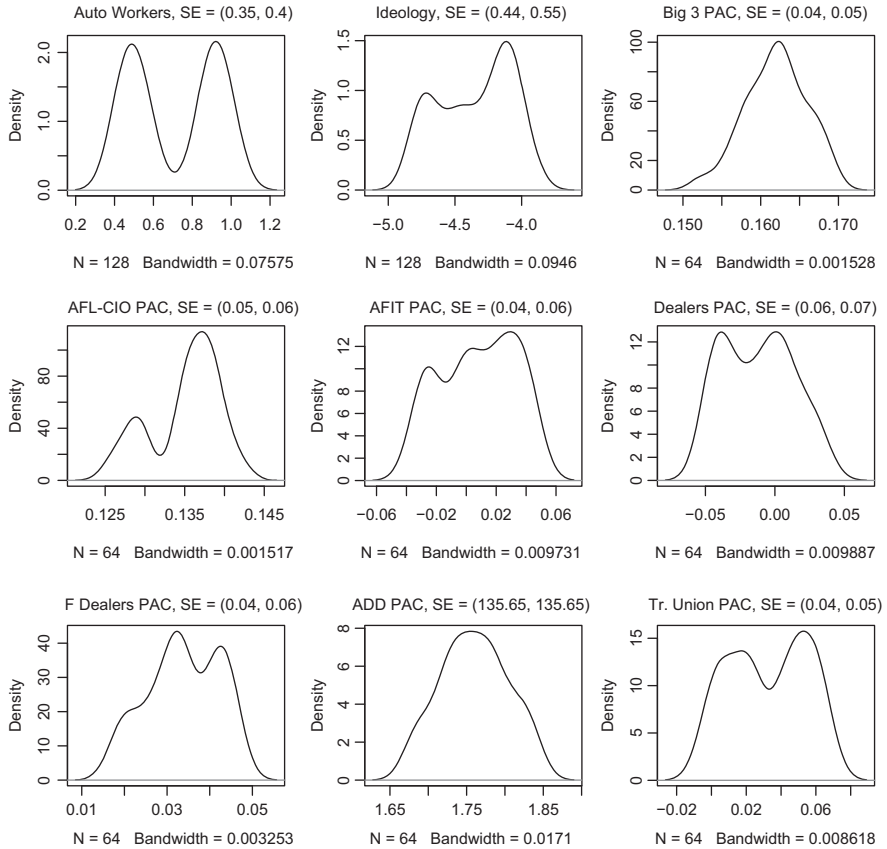 Auto Workers, SE = (0.35, 0.4)
Density
0.0 1.0 2.0
0.2 0.4 0.6 0.8 1.0 1.2
N = 128 Bandwidth = 0.07575
Ideology, SE = (0.44, 0.55)
Density
0.0 0.5 1.0 1.5
−5.0 −4.5 −4.0
N = 128 Bandwidth = 0.0946
Big 3 PAC, SE = (0.04, 0.05)
Density
0 20 60 100
0.150 0.160 0.170
N = 64 Bandwidth = 0.001528
AFL-CIO PAC, SE = (0.05, 0.06)
Density
0 40 80
0.125 0.135 0.145
N = 64 Bandwidth = 0.001517
AFIT PAC, SE = (0.04, 0.06)
Density
0 2 4 6 8 12
−0.06 −0.02 0.02 0.06
N = 64 Bandwidth = 0.009731
Dealers PAC, SE = (0.06, 0.07)
Density
0 2 4 6 8 12
−0.05 0.00 0.05
N = 64 Bandwidth = 0.009887
F Dealers PAC, SE = (0.04, 0.06)
Density
0 10 20 30 40
0.01 0.03 0.05
N = 64 Bandwidth = 0.003253
ADD PAC, SE = (135.65, 135.65)
Density
0 2 4 6 8
1.65 1.75 1.85
N = 64 Bandwidth = 0.0171
Tr. Union PAC, SE = (0.04, 0.05)
Density
0 5 10 15
−0.02 0.02 0.06
N = 64 Bandwidth = 0.008618